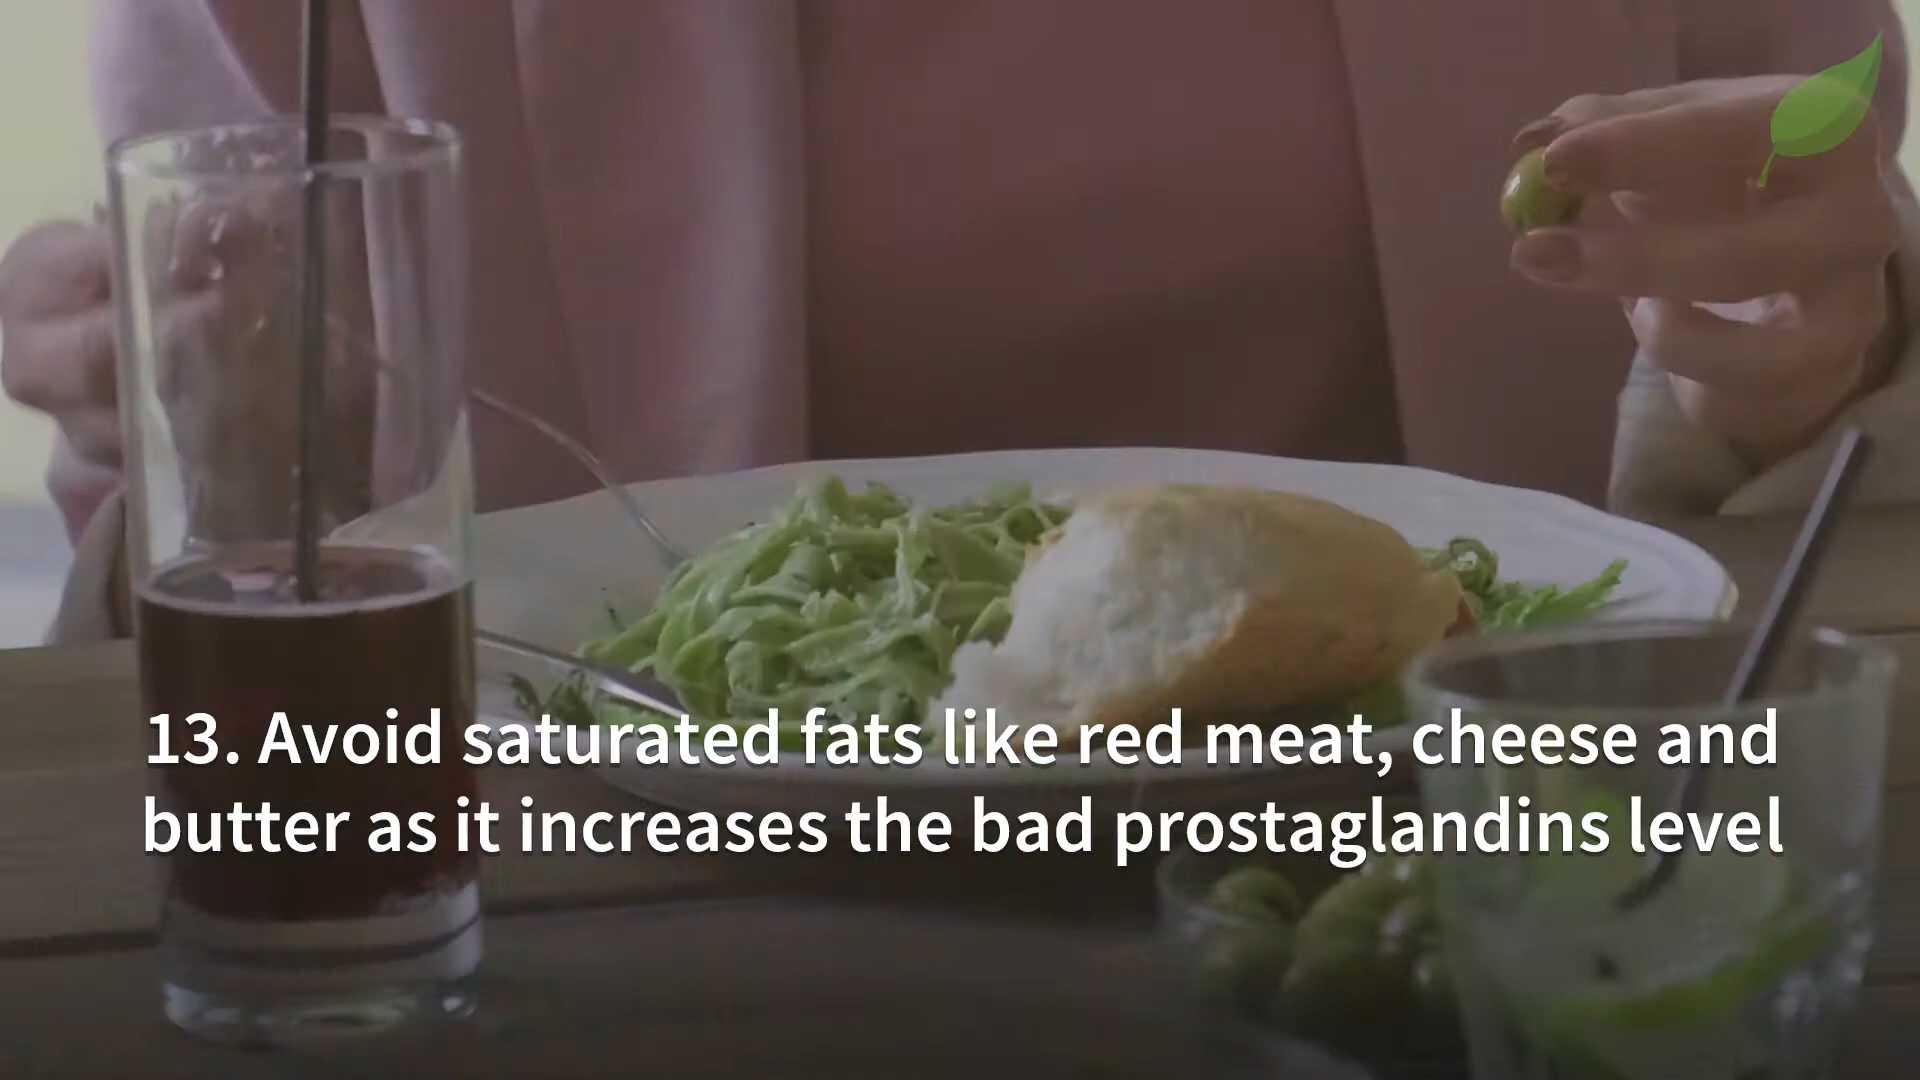 13. Avoid saturated fats like red meat, cheese and
butter as it increases the bad prostaglandins level